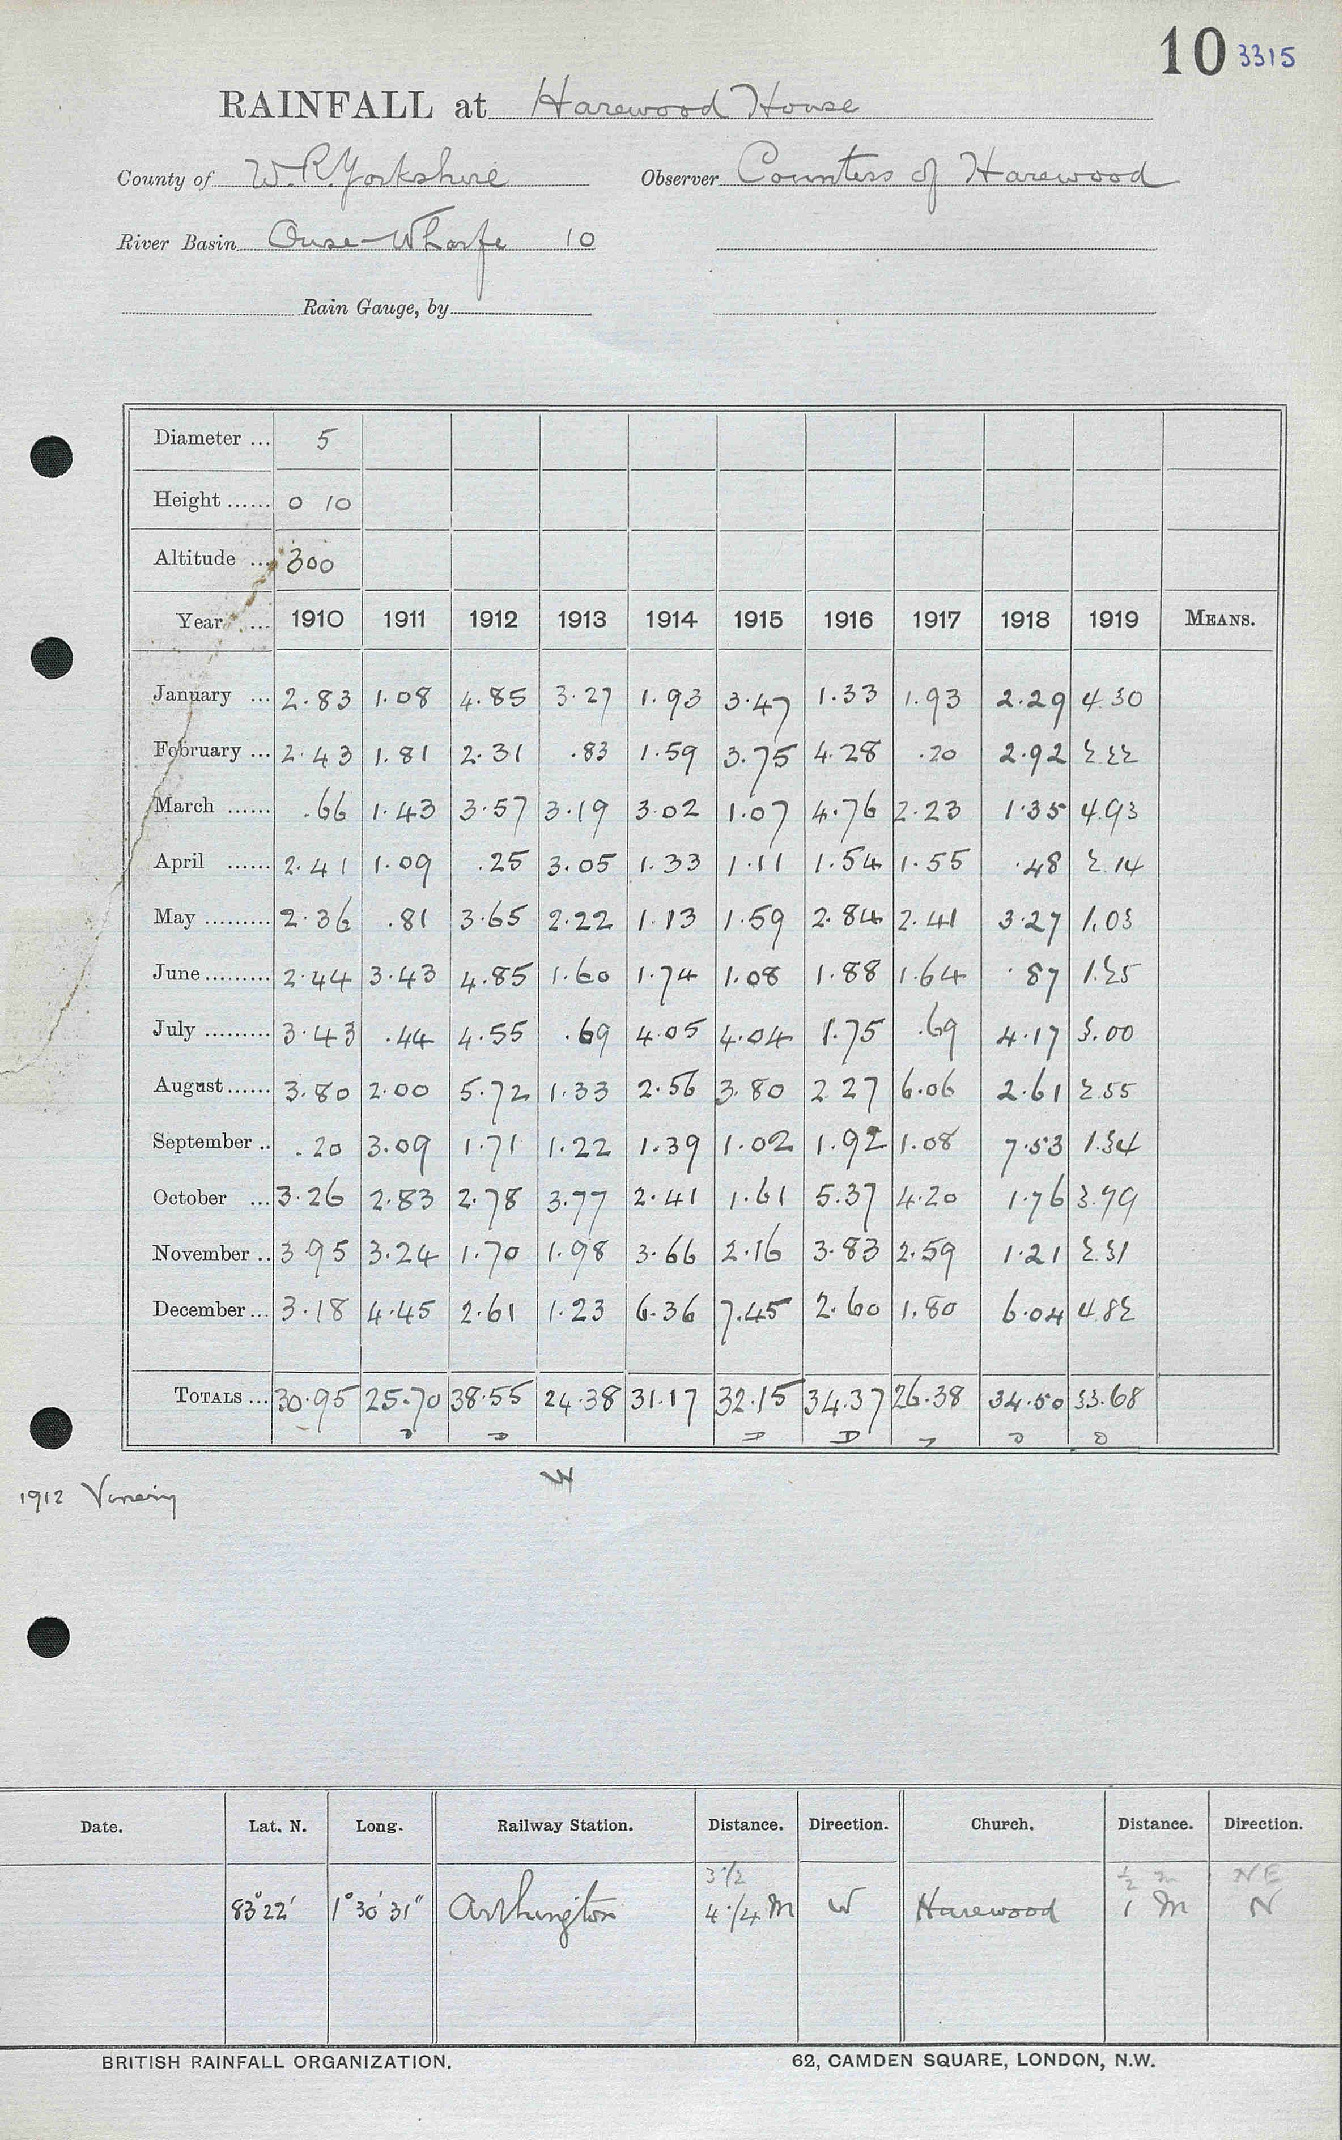 10 3315
RAINFALL at Harewood House
County of W.R. Yorkshire Observer Countess of Harewood
River Basin Ouse-Wharfe 10
Rain Gauge, by
Diameter ... 5
Height ...... 0 10
Altitude ... 300
Year ... 1910 1911 1912 1913 1914 1915 1916 1917 1918 1919 MEANS.
January ... 2.83 1.08 4.85 3.27 1.93 3.47 1.33 1.93 2.29 4.30
February ... 2.43 1.81 2.31 .83 1.59 3.75 4.28 .20 2.92 2.22
March ...... .66 1.43 3.57 3.19 3.02 1.07 4.76 2.23 1.35 4.93
April ...... 2.41 1.09 .25 3.05 1.33 1.11 1.54 1.55 .48 2.14
May ......... 2.36 .81 3.65 2.22 1.13 1.59 2.84 2.41 3.27 1.03
June ......... 2.44 3.43 4.85 1.60 1.74 1.08 1.88 1.64 .87 1.25
July ......... 3.43 .44 4.55 .69 4.05 4.04 1.75 .69 4.17 3.00
August ...... 3.80 2.00 5.72 1.33 2.56 3.80 2.27 6.06 2.61 2.55
September .. .20 3.09 1.71 1.22 1.39 1.02 1.92 1.08 7.53 1.34
October ... 3.26 2.83 2.78 3.77 2.41 1.61 5.37 4.20 1.76 3.79
November .. 3.95 3.24 1.70 1.98 3.66 2.16 3.83 2.59 1.21 2.31
December ... 3.18 4.45 2.61 1.23 6.36 7.45 2.60 1.80 6.04 4.82
TOTALS ... 30.95 25.70 38.55 24.38 31.17 32.15 34.37 26.38 34.50 33.68
1912
Date. Lat. N. Long. Railway Station. Distance. Direction. Church. Distance. Direction.
3 1/2 1/2 m NE
53°22' 1°30'31" Arthington 4 1/4 M W Harewood 1 M N
BRITISH RAINFALL ORGANIZATION. 62, CAMDEN SQUARE, LONDON, N.W.